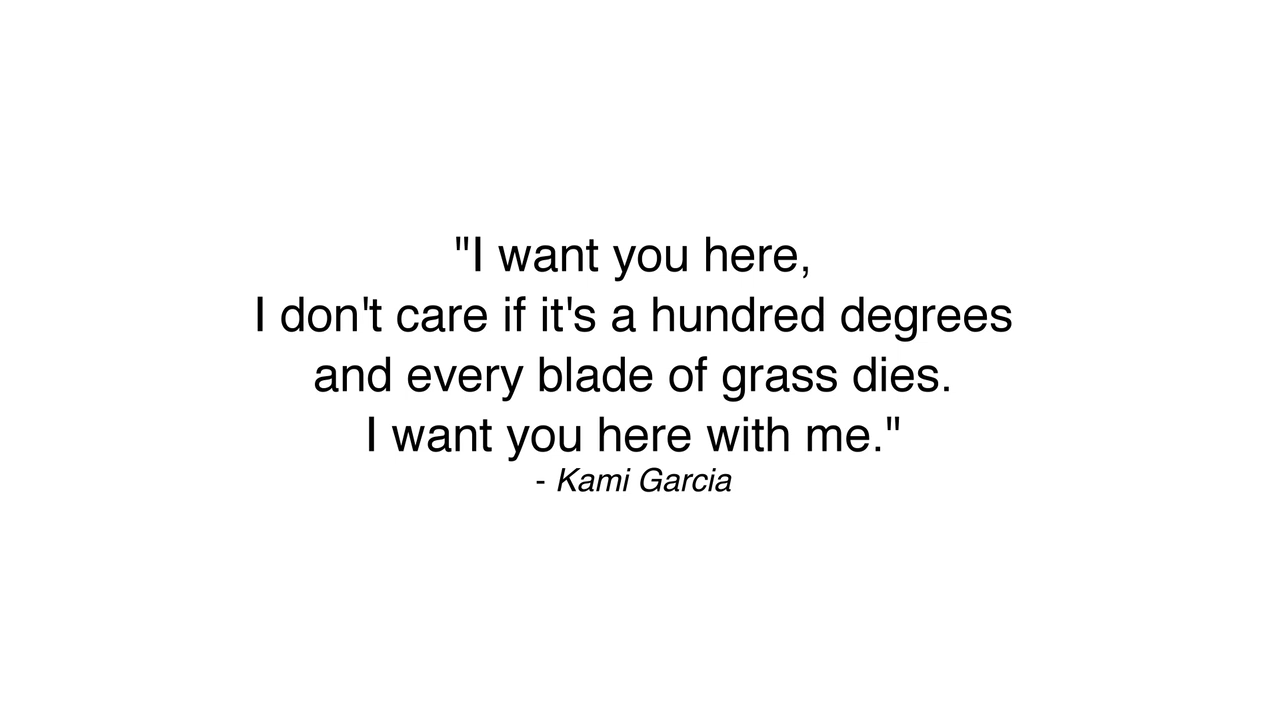 "I want you here,
I don't care if it's a hundred degrees
and every blade of grass dies.
I want you here with me."
- Kami Garcia